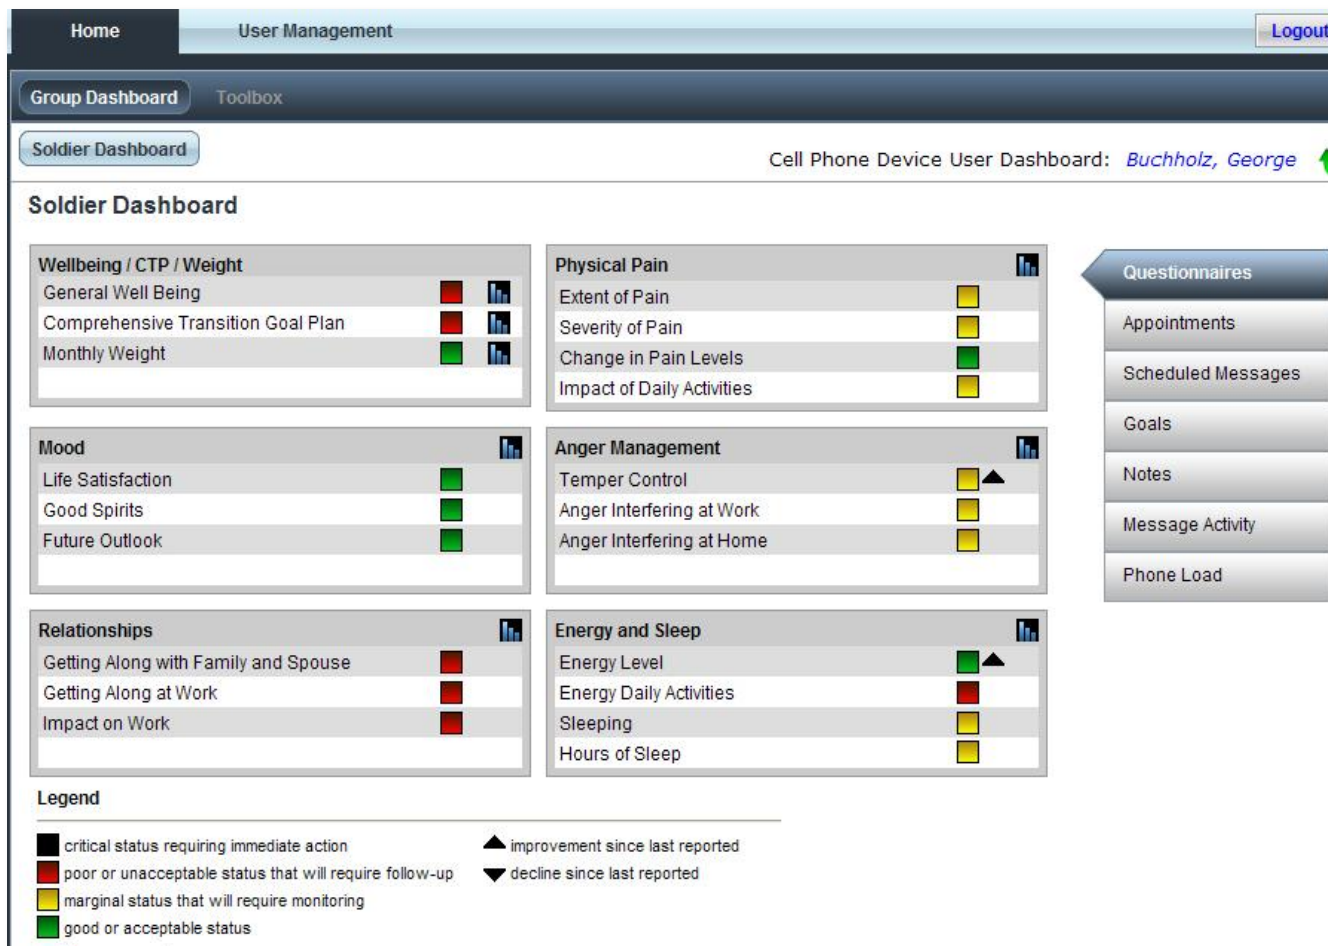 Home User Management Logout
Group Dashboard Toolbox
Soldier Dashboard
Cell Phone Device User Dashboard: Buchholz, George
Soldier Dashboard
Wellbeing / CTP / Weight
General Well Being
Comprehensive Transition Goal Plan
Monthly Weight
Physical Pain
Extent of Pain
Severity of Pain
Change in Pain Levels
Impact of Daily Activities
Mood
Life Satisfaction
Good Spirits
Future Outlook
Anger Management
Temper Control
Anger Interfering at Work
Anger Interfering at Home
Relationships
Getting Along with Family and Spouse
Getting Along at Work
Impact on Work
Energy and Sleep
Energy Level
Energy Daily Activities
Sleeping
Hours of Sleep
Questionnaires
Appointments
Scheduled Messages
Goals
Notes
Message Activity
Phone Load
Legend
critical status requiring immediate action
poor or unacceptable status that will require follow-up
marginal status that will require monitoring
good or acceptable status
improvement since last reported
decline since last reported